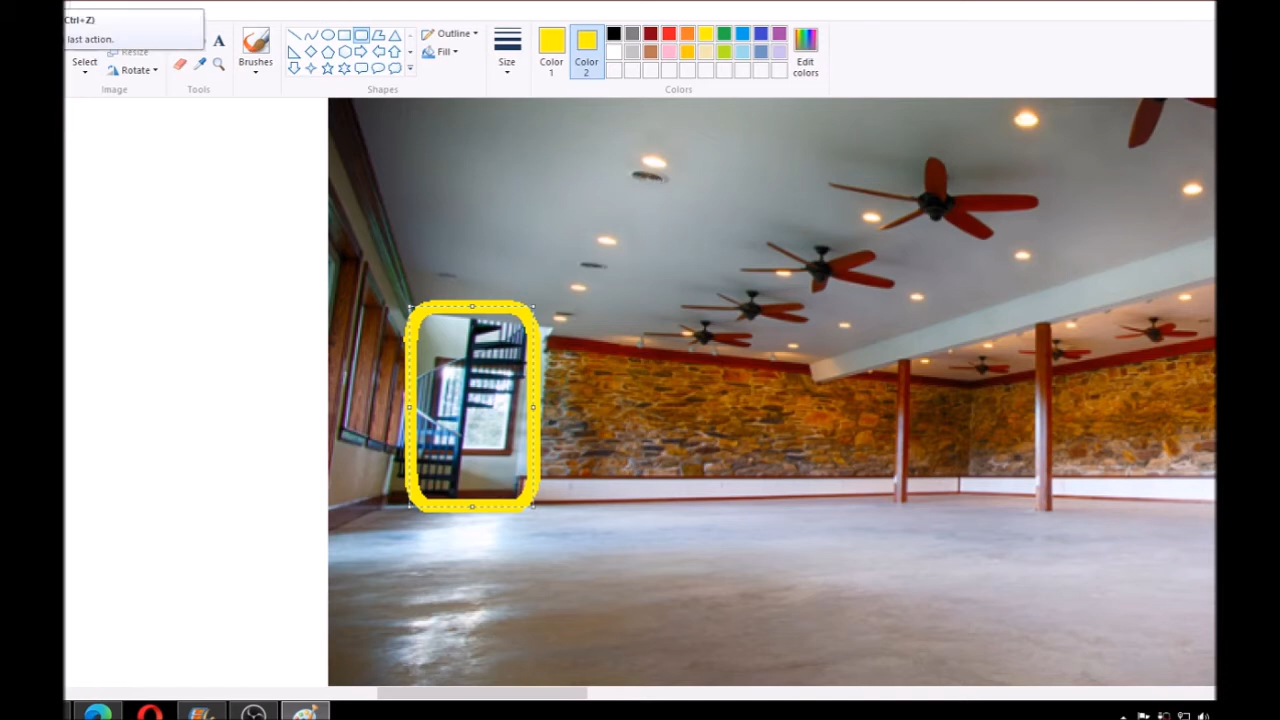 Ctrl+Z)
last action.
Resize
Select
Rotate
Brushes
Outline
Fill
Size
Color
1
Color
2
Edit
colors
Image
Tools
Shapes
Colors
A